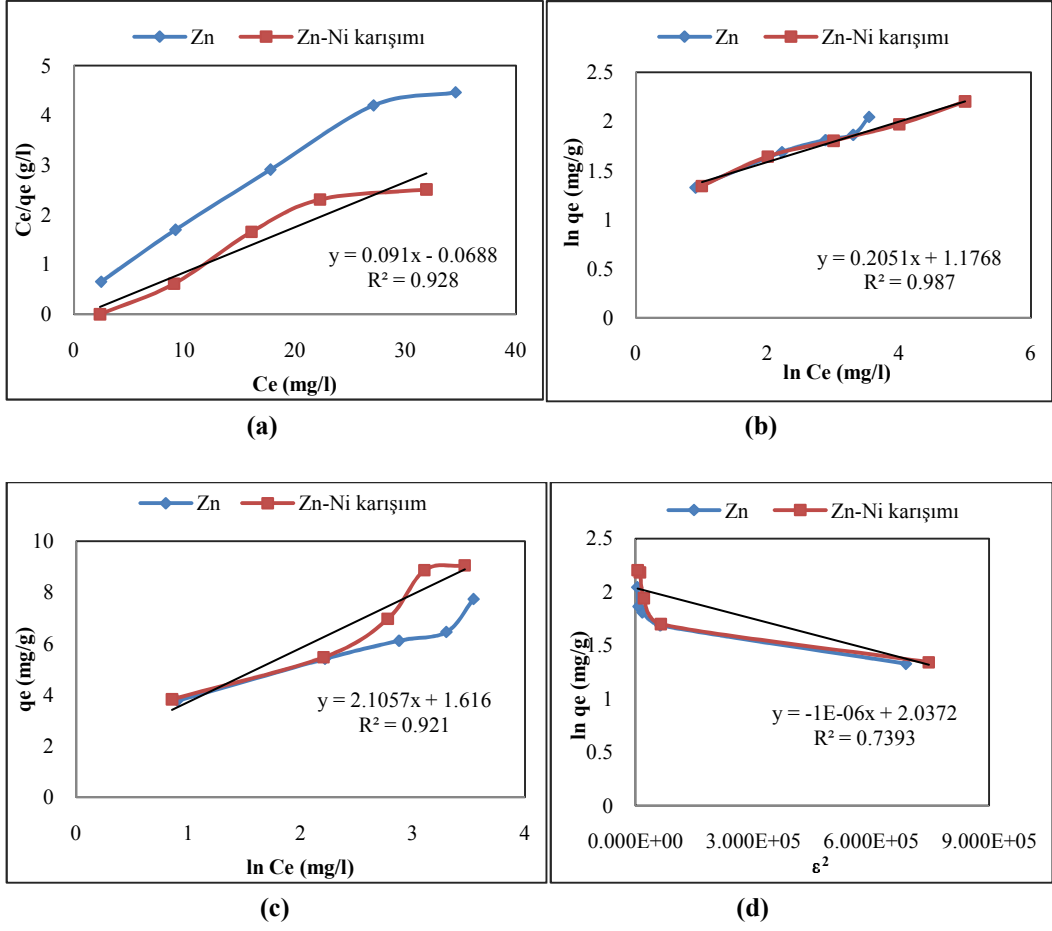 Zn Zn-Ni karışımı
5
4
3
2
1
0
0 10 20 30 40
Ce/qe (g/l)
Ce (mg/l)
y = 0.091x - 0.0688
R² = 0.928
(a)
Zn Zn-Ni karışımı
2.5
2
1.5
1
0.5
0
0 2 4 6
ln qe (mg/g)
ln Ce (mg/l)
y = 0.2051x + 1.1768
R² = 0.987
(b)
Zn Zn-Ni karışıım
10
8
6
4
2
0
0 1 2 3 4
qe (mg/g)
ln Ce (mg/l)
y = 2.1057x + 1.616
R² = 0.921
(c)
Zn Zn-Ni karışımı
2.5
2
1.5
1
0.5
0
0.000E+00 3.000E+05 6.000E+05 9.000E+05
ln qe (mg/g)
ε²
y = -1E-06x + 2.0372
R² = 0.7393
(d)